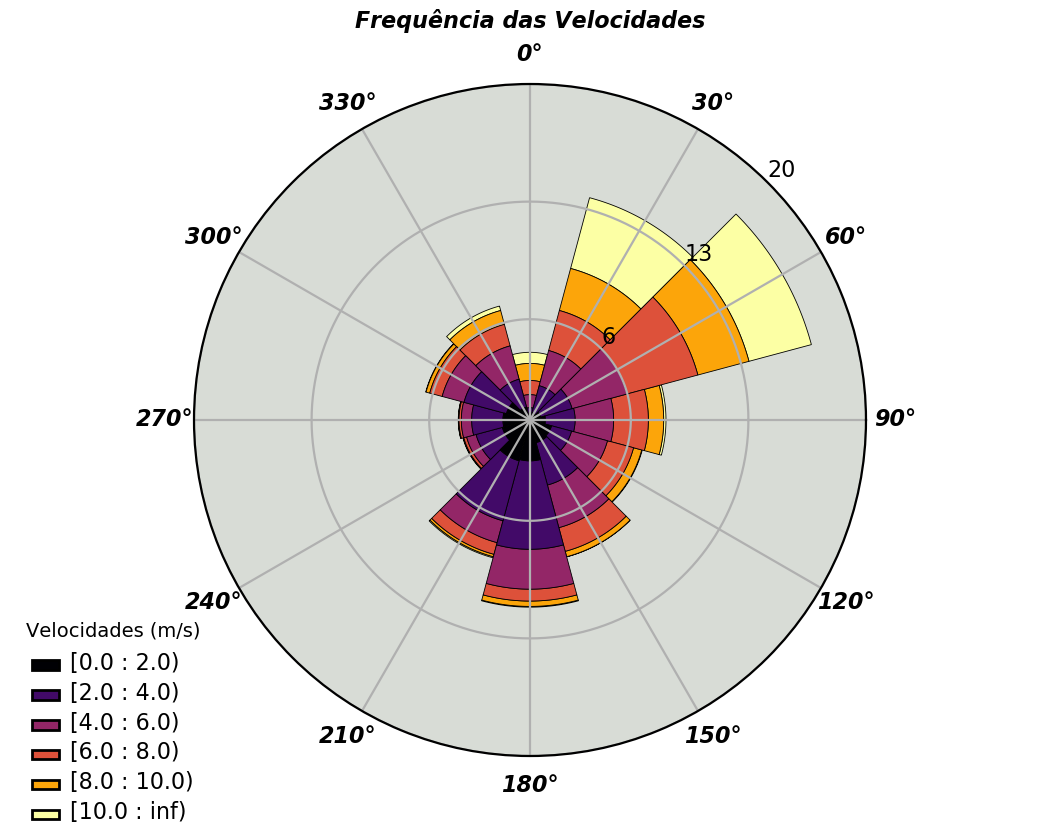 Frequência das Velocidades
0°
330°
30°
20
300°
60°
13
6
270°
90°
240°
120°
210°
150°
180°
Velocidades (m/s)
[0.0 : 2.0)
[2.0 : 4.0)
[4.0 : 6.0)
[6.0 : 8.0)
[8.0 : 10.0)
[10.0 : inf)